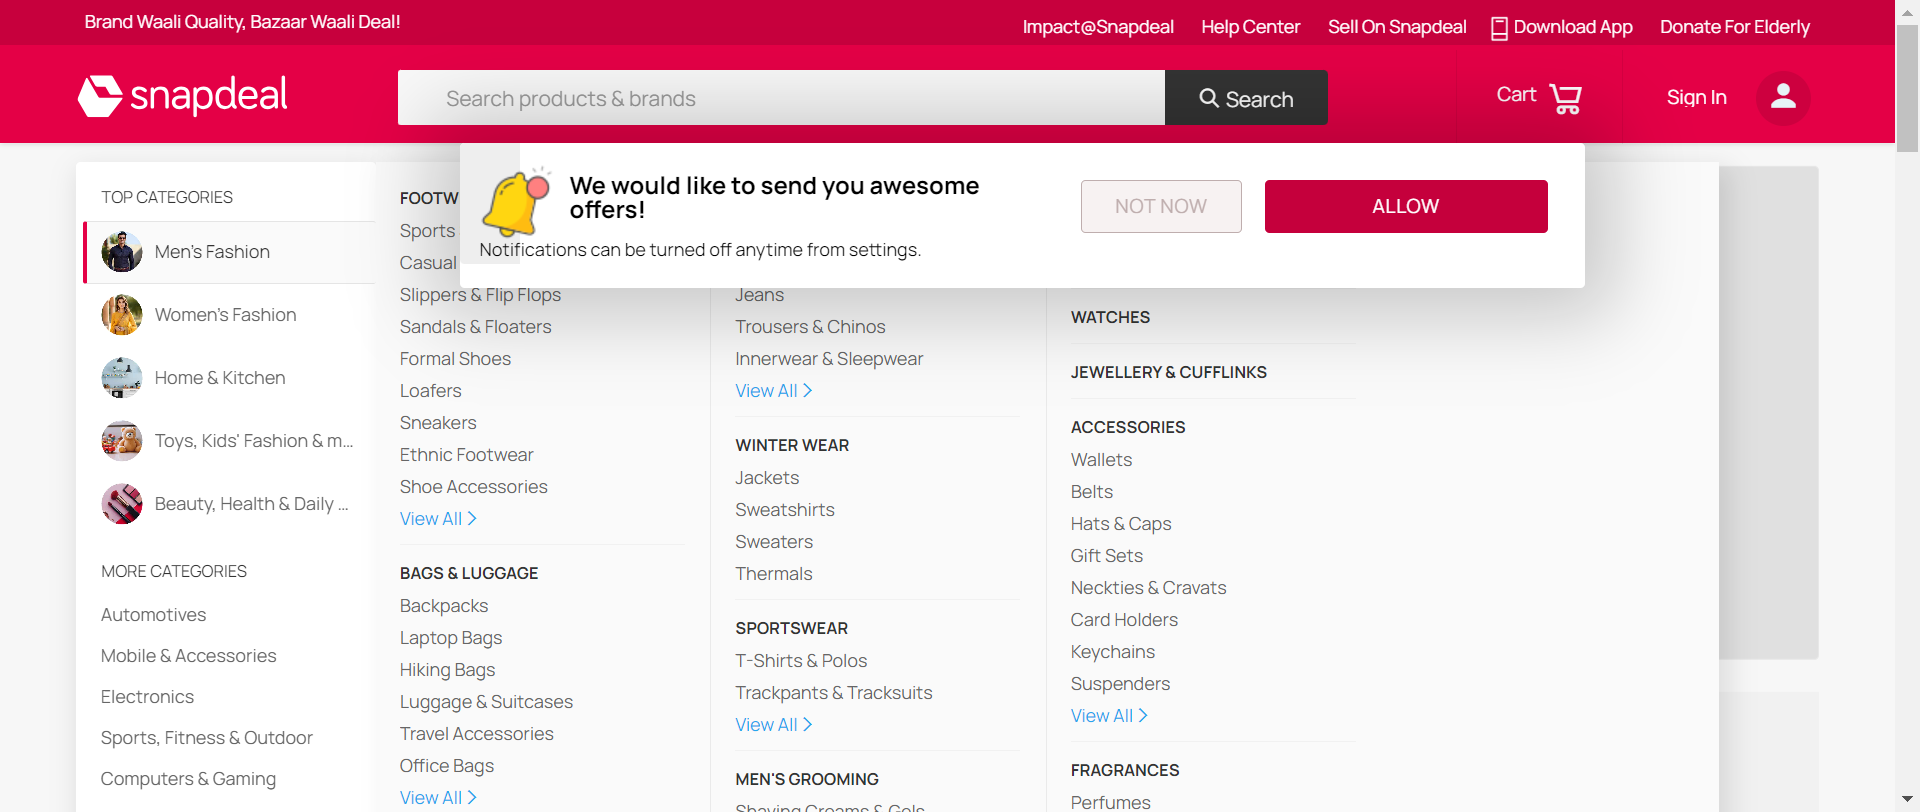 Brand Waali Quality, Bazaar Waali Deal!
Impact@Snapdeal
Help Center
Sell On Snapdeal
Download App
Donate For Elderly
snapdeal
Search products & brands
Search
Cart
Sign In
We would like to send you awesome
offers!
Notifications can be turned off anytime from settings.
NOT NOW
ALLOW
TOP CATEGORIES
Men's Fashion
Women's Fashion
Home & Kitchen
Toys, Kids' Fashion & m...
Beauty, Health & Daily ...
MORE CATEGORIES
Automotives
Mobile & Accessories
Electronics
Sports, Fitness & Outdoor
Computers & Gaming
FOOTW
Sports
Casual
Slippers & Flip Flops
Sandals & Floaters
Formal Shoes
Loafers
Sneakers
Ethnic Footwear
Shoe Accessories
View All
BAGS & LUGGAGE
Backpacks
Laptop Bags
Hiking Bags
Luggage & Suitcases
Travel Accessories
Office Bags
View All
Jeans
Trousers & Chinos
Innerwear & Sleepwear
View All
WINTER WEAR
Jackets
Sweatshirts
Sweaters
Thermals
SPORTSWEAR
T-Shirts & Polos
Trackpants & Tracksuits
View All
MEN'S GROOMING
Shaving Creams & Gels
WATCHES
JEWELLERY & CUFFLINKS
ACCESSORIES
Wallets
Belts
Hats & Caps
Gift Sets
Neckties & Cravats
Card Holders
Keychains
Suspenders
View All
FRAGRANCES
Perfumes